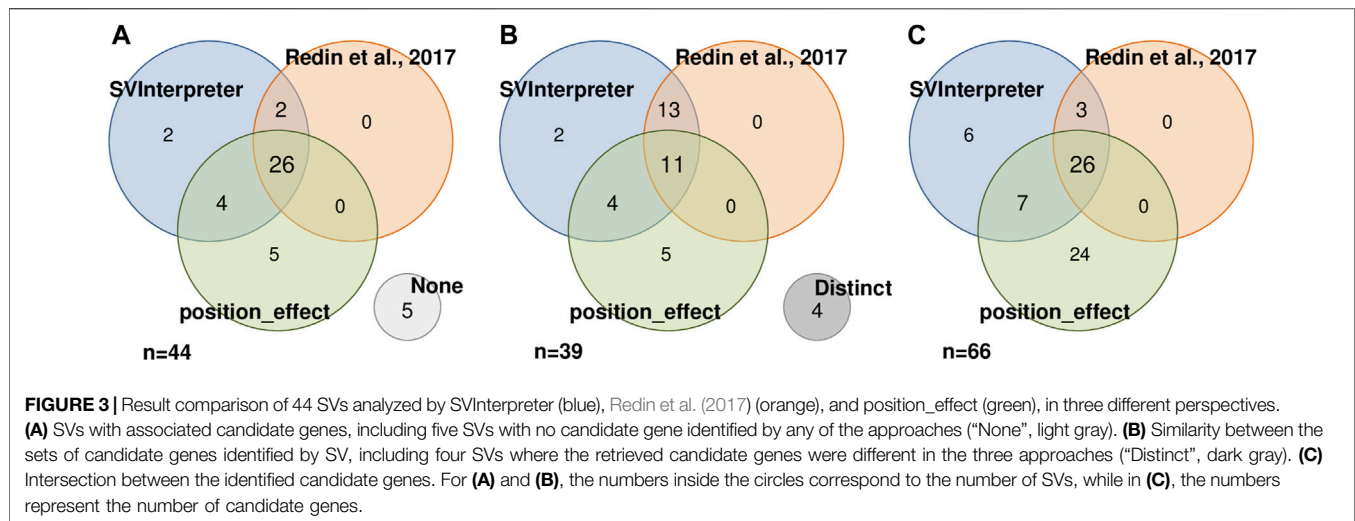 A
B
C
Redin et al., 2017
Redin et al., 2017
Redin et al., 2017
SVInterpreter
SVInterpreter
SVInterpreter
2
13
3
2
0
2
0
6
0
26
11
26
4
0
4
0
7
0
5
5
24
None
Distinct
5
4
position_effect
position_effect
position_effect
n=44
n=39
n=66
FIGURE 3 | Result comparison of 44 SVs analyzed by SVInterpreter (blue), Redin et al. (2017) (orange), and position_effect (green), in three different perspectives.
(A) SVs with associated candidate genes, including five SVs with no candidate gene identified by any of the approaches (“None”, light gray). (B) Similarity between the
sets of candidate genes identified by SV, including four SVs where the retrieved candidate genes were different in the three approaches (“Distinct”, dark gray). (C)
Intersection between the identified candidate genes. For (A) and (B), the numbers inside the circles correspond to the number of SVs, while in (C), the numbers
represent the number of candidate genes.